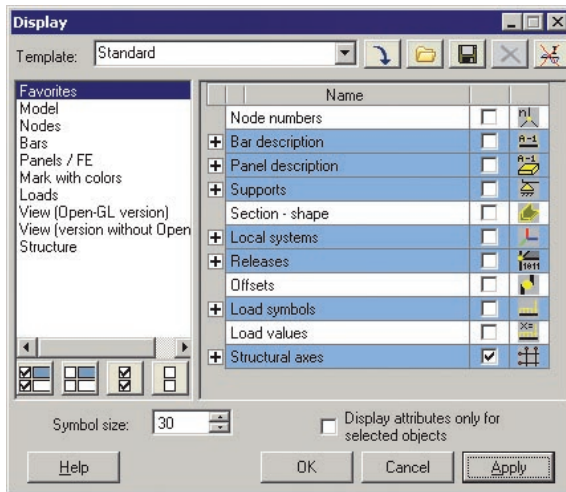 Display
Template: Standard
Favorites
Model
Nodes
Bars
Panels / FE
Mark with colors
Loads
View (Open-GL version)
View (version without Open
Structure
Name
Node numbers
Bar description
Panel description
Supports
Section - shape
Local systems
Releases
Offsets
Load symbols
Load values
Structural axes
Symbol size: 30
Display attributes only for
selected objects
Help OK Cancel Apply